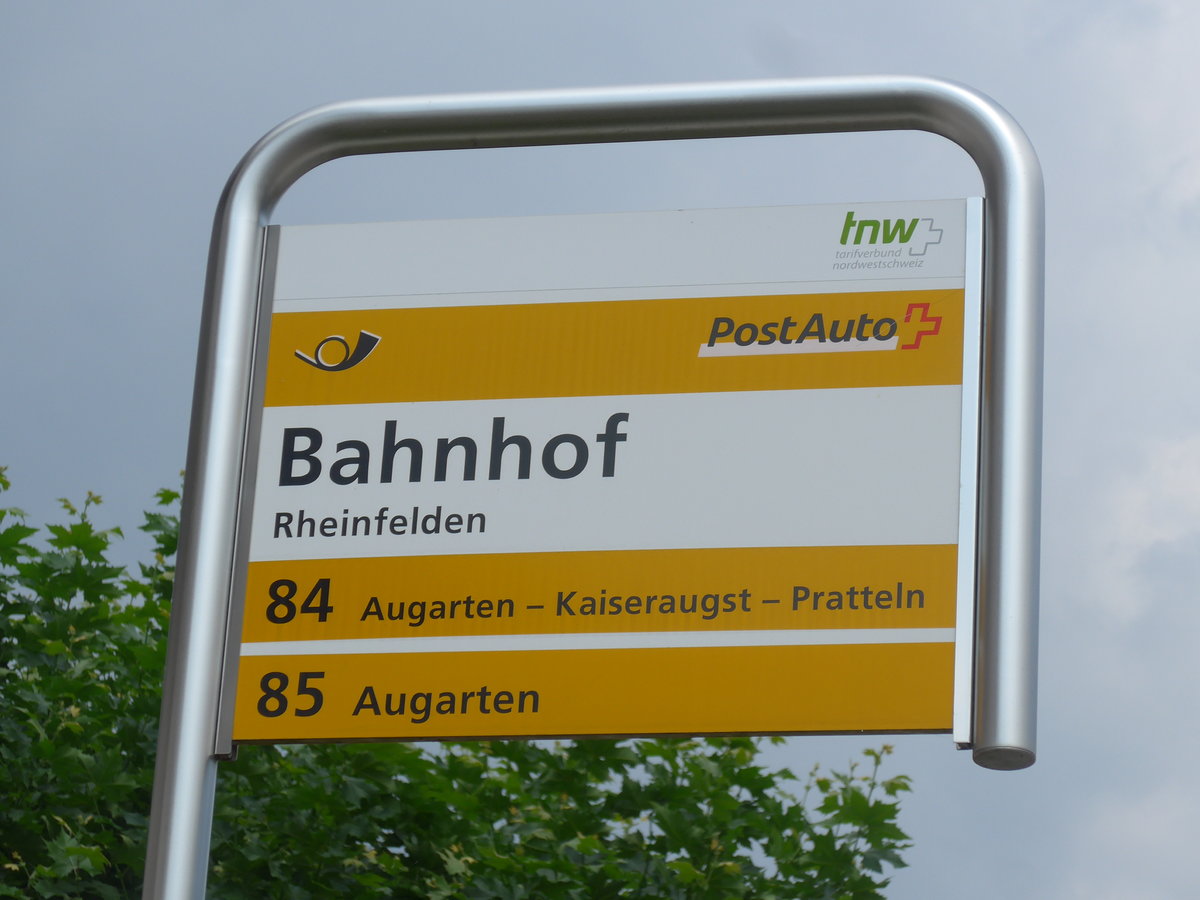 tnw
tarifverbund
nordwestschweiz
PostAuto
Bahnhof
Rheinfelden
84 Augarten – Kaiseraugst – Pratteln
85 Augarten